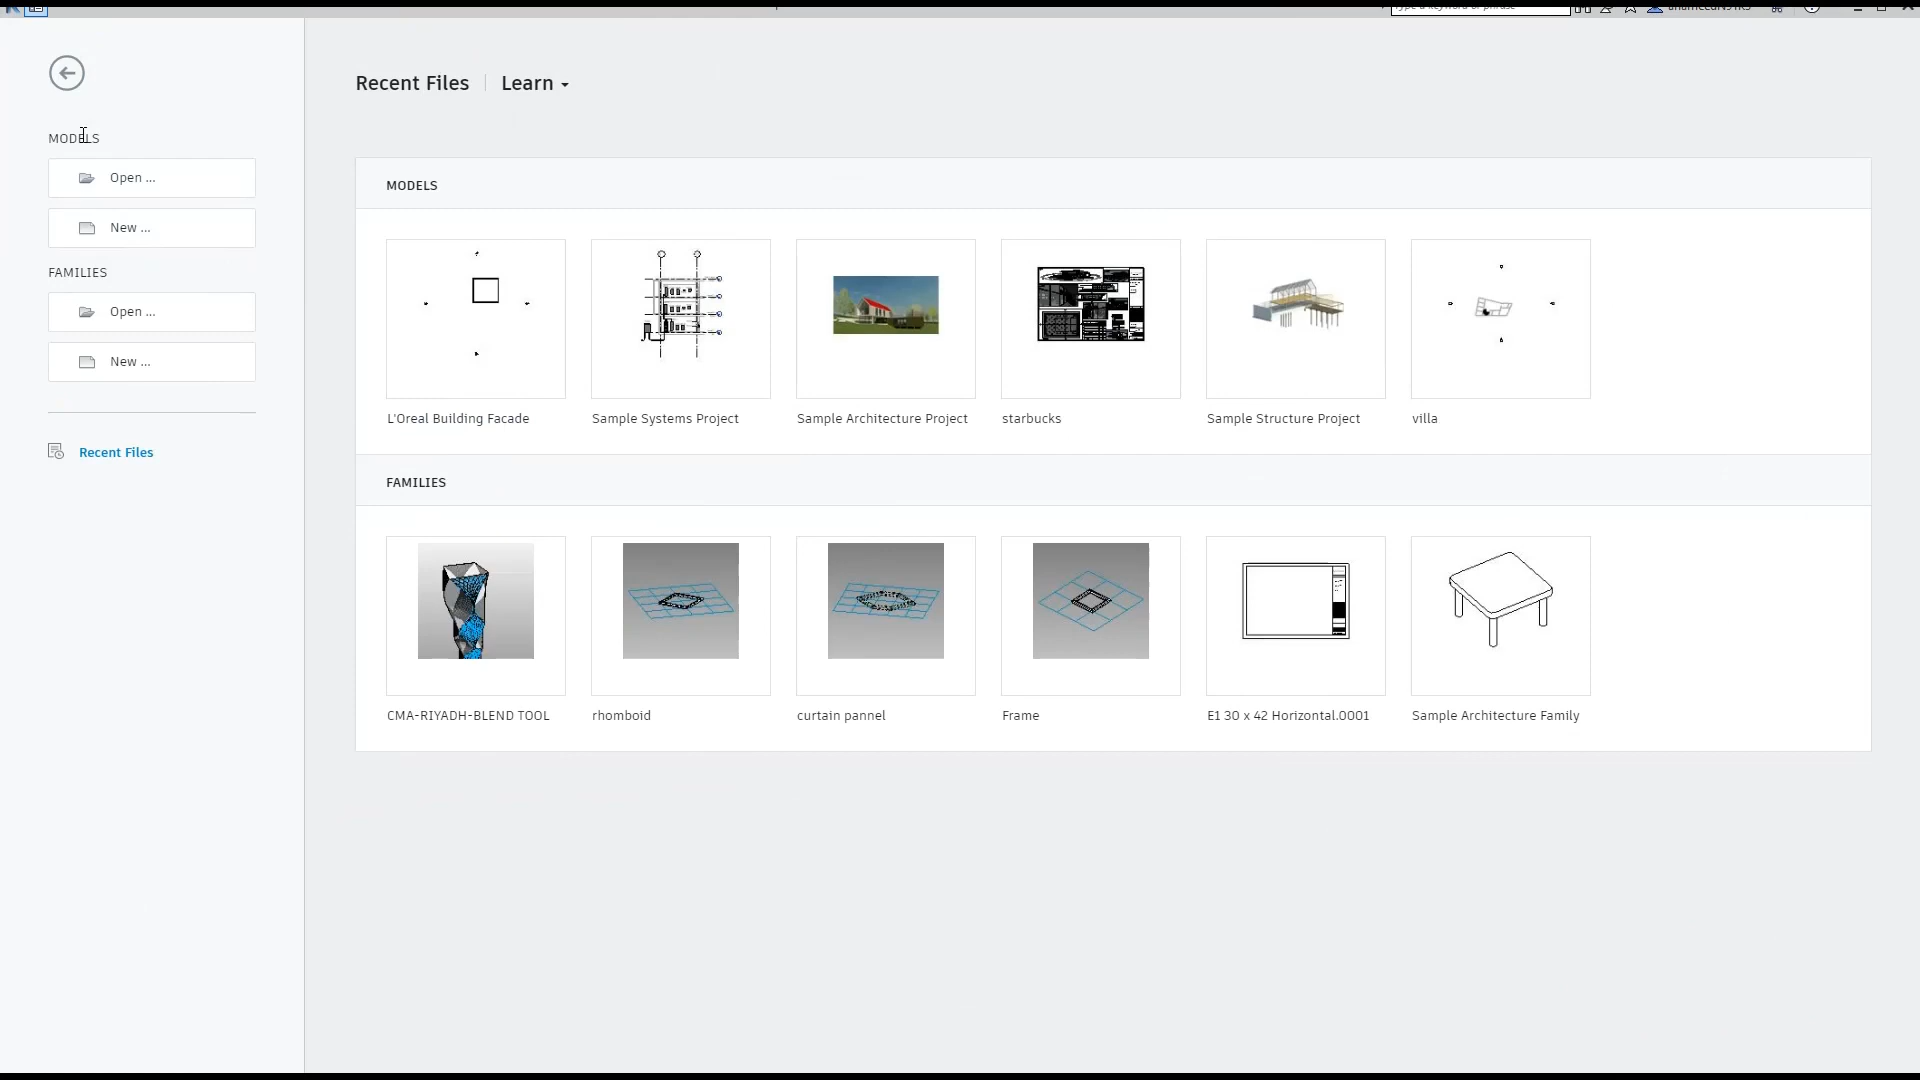 Recent Files
Learn
MODELS
Open ...
New ...
FAMILIES
Open ...
New ...
Recent Files
MODELS
L'Oreal Building Facade
Sample Systems Project
Sample Architecture Project
starbucks
Sample Structure Project
villa
FAMILIES
CMA-RIYADH-BLEND TOOL
rhomboid
curtain pannel
Frame
E1 30 x 42 Horizontal.0001
Sample Architecture Family